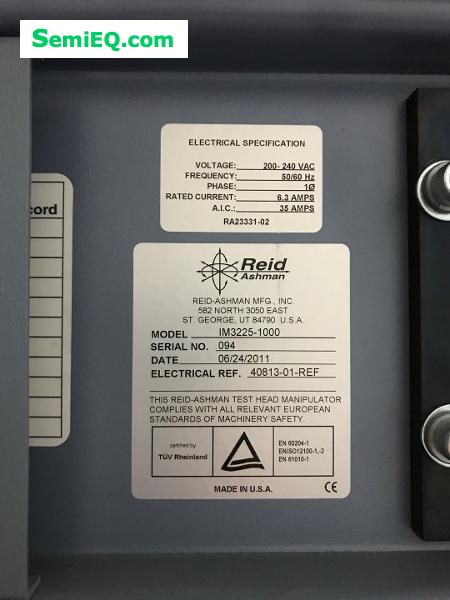 SemiEQ.com
cord
ELECTRICAL SPECIFICATION
VOLTAGE: 200- 240 VAC
FREQUENCY: 50/60 Hz
PHASE: 1Ø
RATED CURRENT: 6.3 AMPS
A.I.C.: 35 AMPS
RA23331-02
Reid
Ashman
REID-ASHMAN MFG., INC.
582 NORTH 3050 EAST
ST. GEORGE, UT 84790 U.S.A.
MODEL IM3225-1000
SERIAL NO. 094
DATE 06/24/2011
ELECTRICAL REF. 40813-01-REF
THIS REID-ASHMAN TEST HEAD MANIPULATOR
COMPLIES WITH ALL RELEVANT EUROPEAN
STANDARDS OF MACHINERY SAFETY.
certified by
TÜV Rheinland
EN 60204-1
ENISO12100-1,-2
EN 61010-1
MADE IN U.S.A.
CE